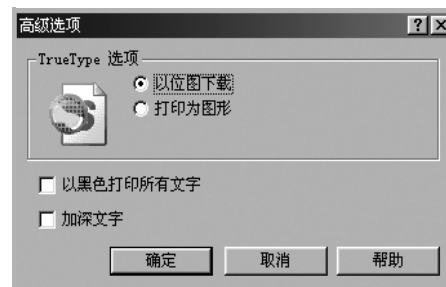 高级选项
TrueType 选项
以位图下载
打印为图形
以黑色打印所有文字
加深文字
确定 取消 帮助